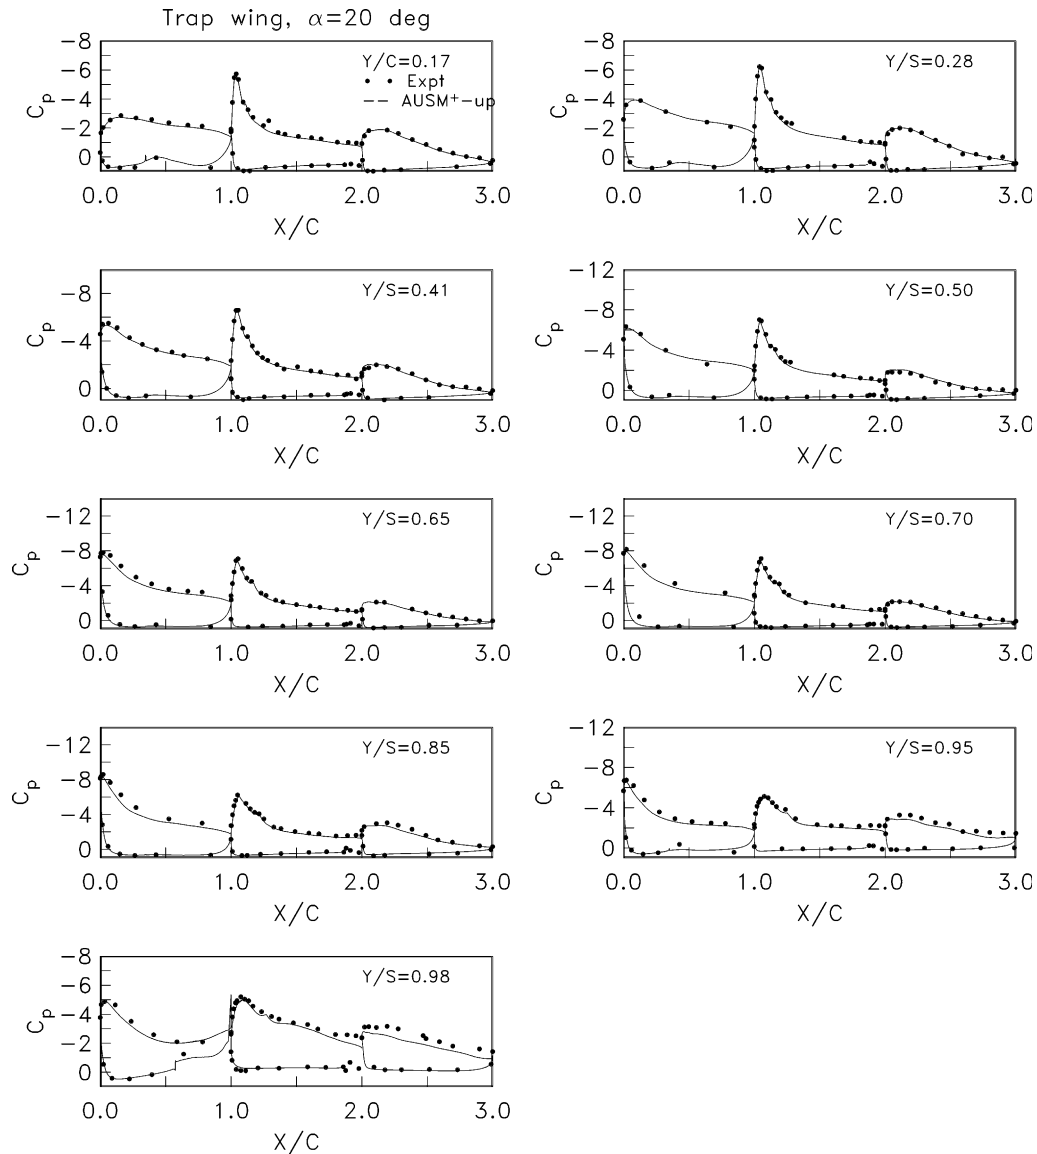 Trap wing, α=20 deg
−8
−6
−4
−2
0
Cp
Y/C=0.17
Expt
AUSM+−up
0.0 1.0 2.0 3.0
X/C
−8
−6
−4
−2
0
Cp
Y/S=0.28
0.0 1.0 2.0 3.0
X/C
−8
−4
0
Cp
Y/S=0.41
0.0 1.0 2.0 3.0
X/C
−12
−8
−4
0
Cp
Y/S=0.50
0.0 1.0 2.0 3.0
X/C
−12
−8
−4
0
Cp
Y/S=0.65
0.0 1.0 2.0 3.0
X/C
−12
−8
−4
0
Cp
Y/S=0.70
0.0 1.0 2.0 3.0
X/C
−12
−8
−4
0
Cp
Y/S=0.85
0.0 1.0 2.0 3.0
X/C
−12
−8
−4
0
Cp
Y/S=0.95
0.0 1.0 2.0 3.0
X/C
−8
−6
−4
−2
0
Cp
Y/S=0.98
0.0 1.0 2.0 3.0
X/C